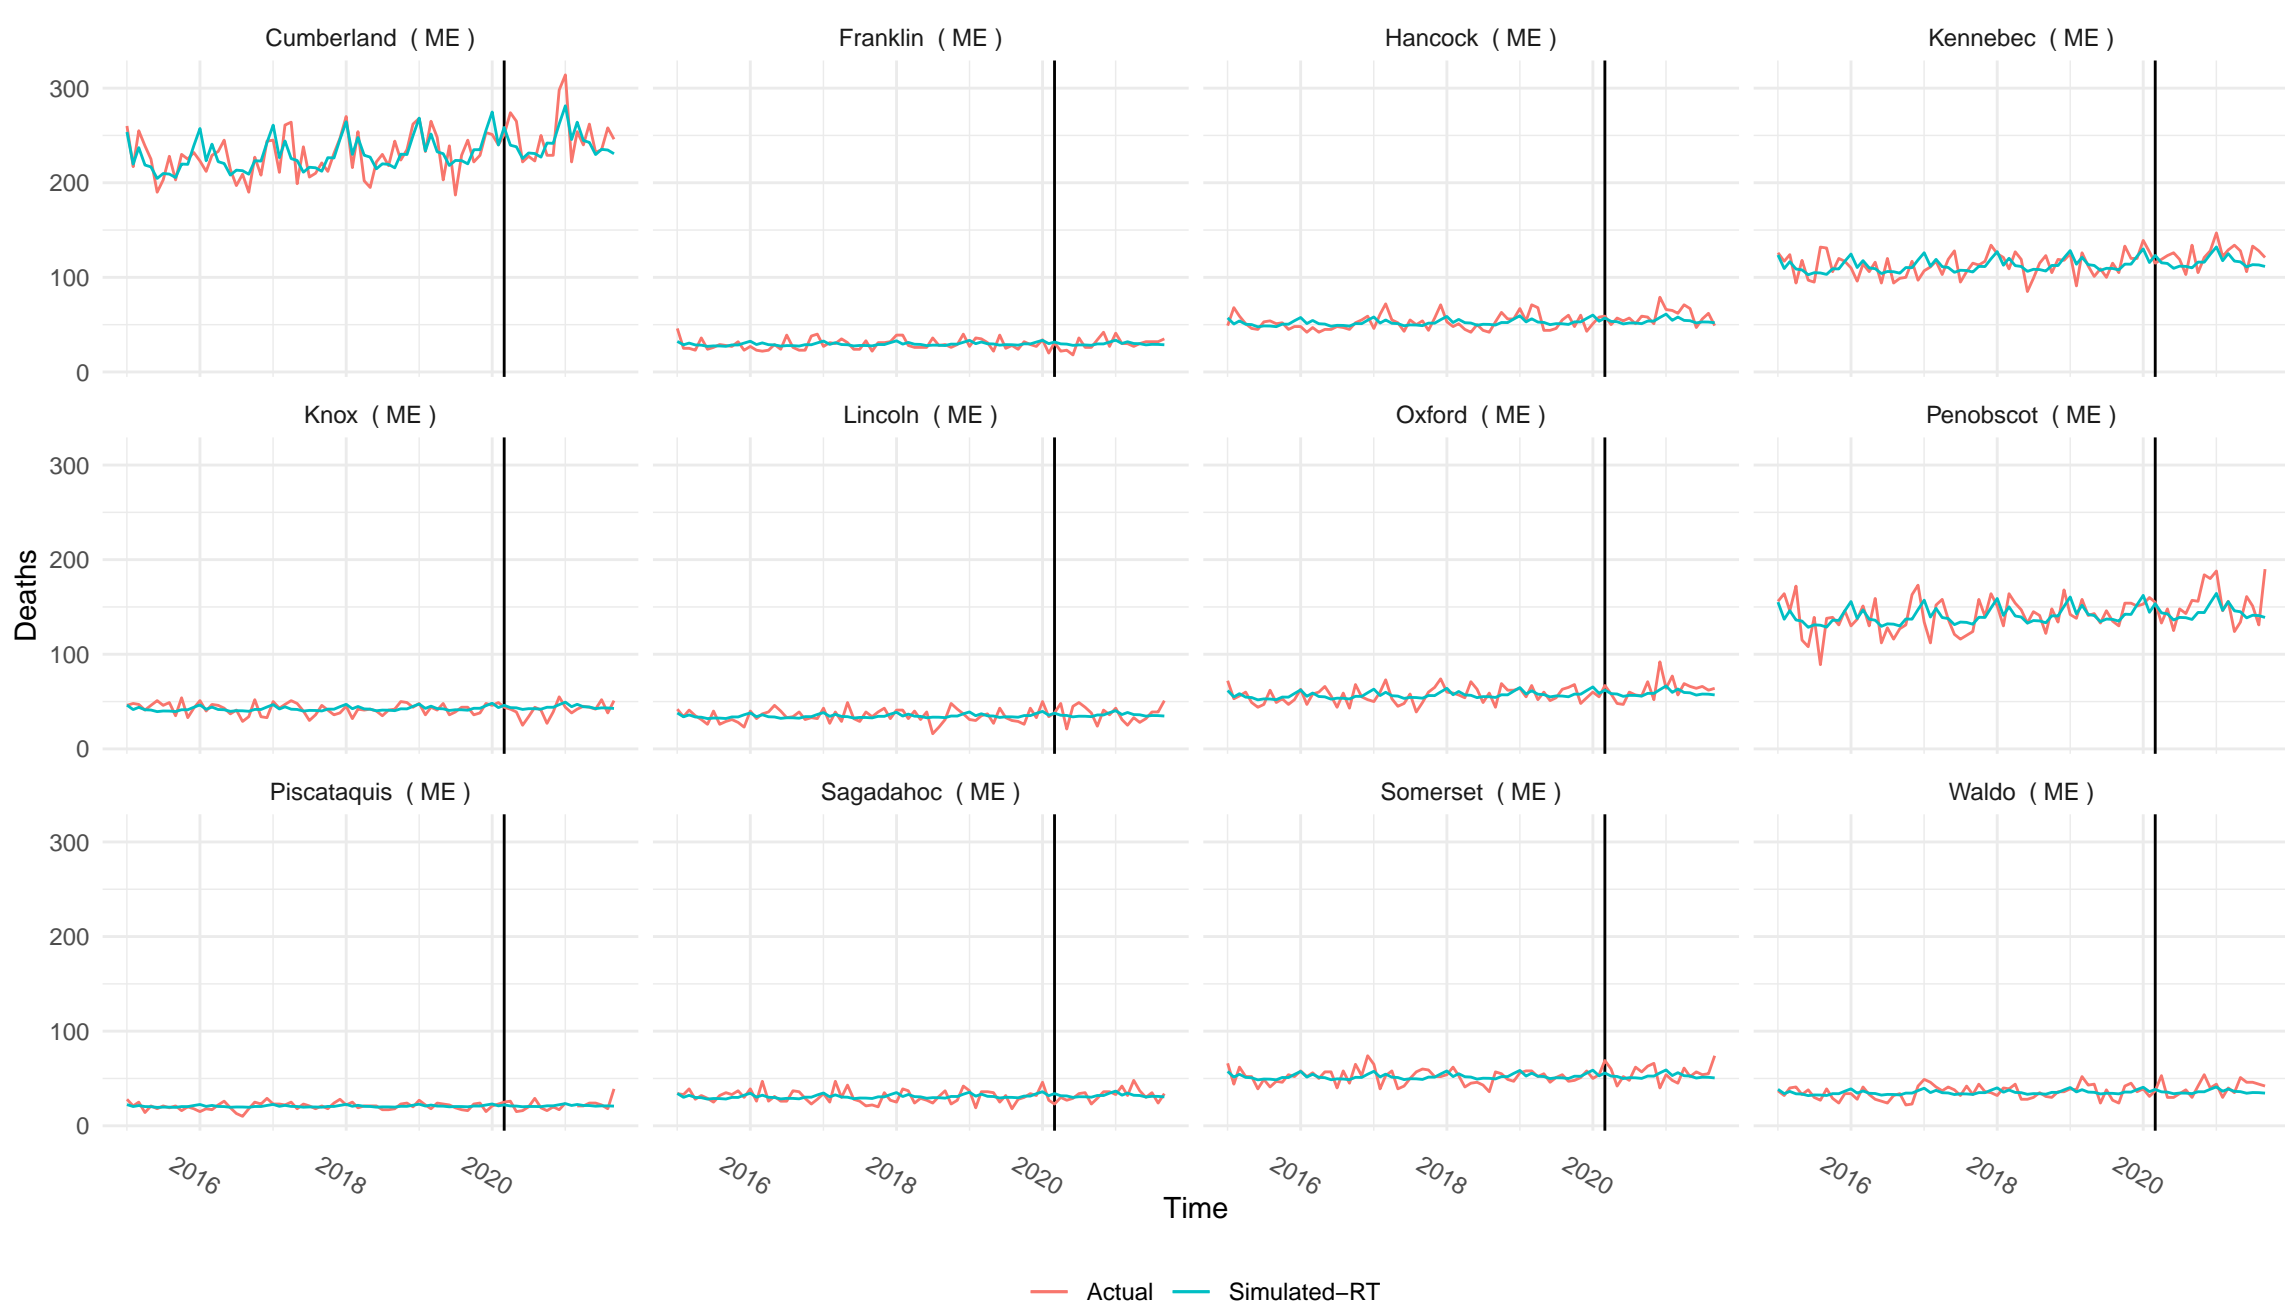 Cumberland ( ME ) Franklin ( ME ) Hancock ( ME ) Kennebec ( ME )
300
200
100
0
Knox ( ME ) Lincoln ( ME ) Oxford ( ME ) Penobscot ( ME )
300
200
100
0
Deaths
Piscataquis ( ME ) Sagadahoc ( ME ) Somerset ( ME ) Waldo ( ME )
300
200
100
0
2016 2018 2020 2016 2018 2020 2016 2018 2020 2016 2018 2020
Time
Actual Simulated−RT